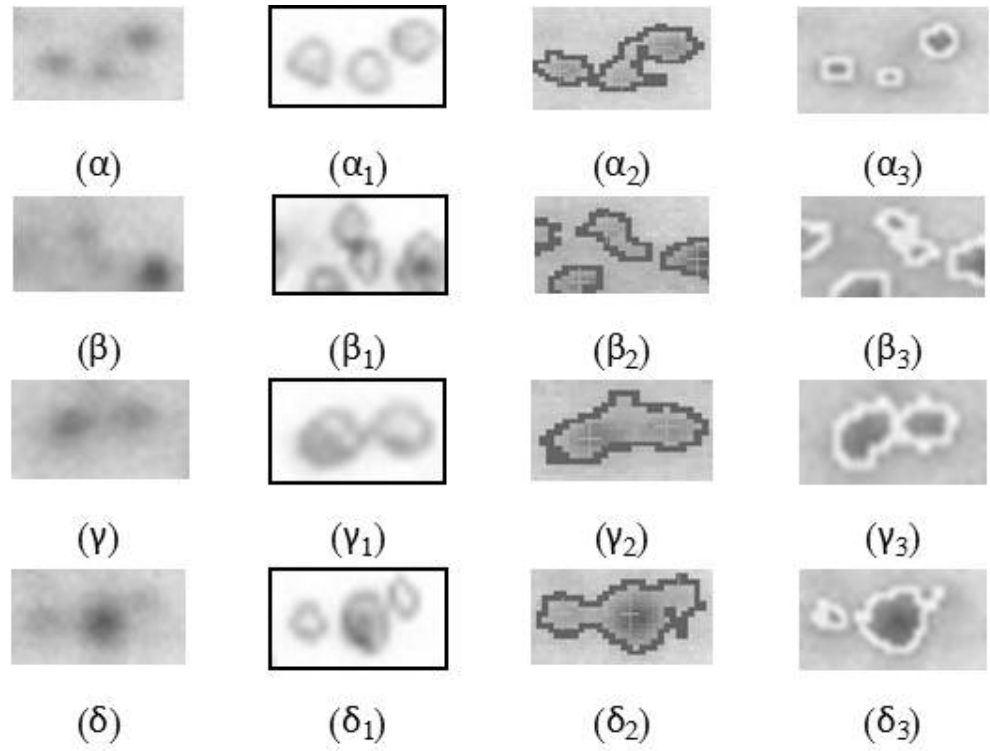 (α) (α₁) (α₂) (α₃)
(β) (β₁) (β₂) (β₃)
(γ) (γ₁) (γ₂) (γ₃)
(δ) (δ₁) (δ₂) (δ₃)